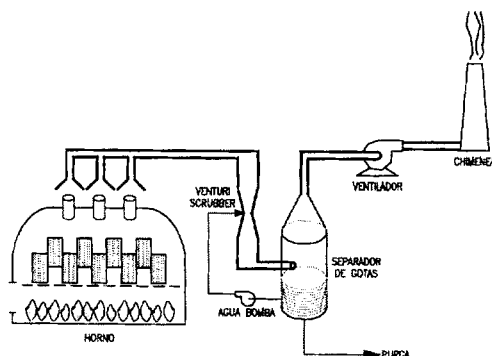 VENTURI
SCRUBBER
VENTILADOR
CHIMENEA
SEPARADOR
DE GOTAS
AGUA BOMBA
HORNO
PURGA